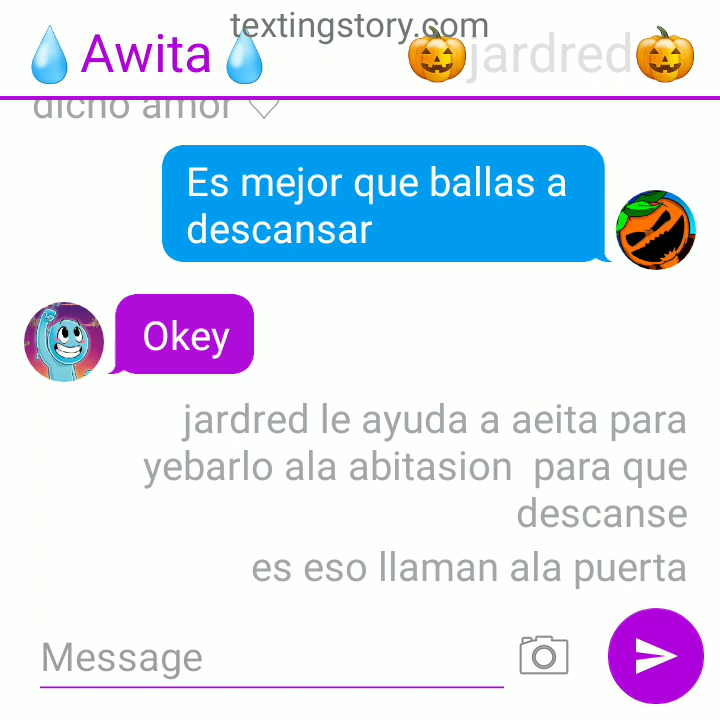 textingstory.com
💧Awita💧 🎃jardred🎃
dicho amor ♡
Es mejor que ballas a
descansar
Okey
jardred le ayuda a aeita para
yebarlo ala abitasion para que
descanse
es eso llaman ala puerta
Message